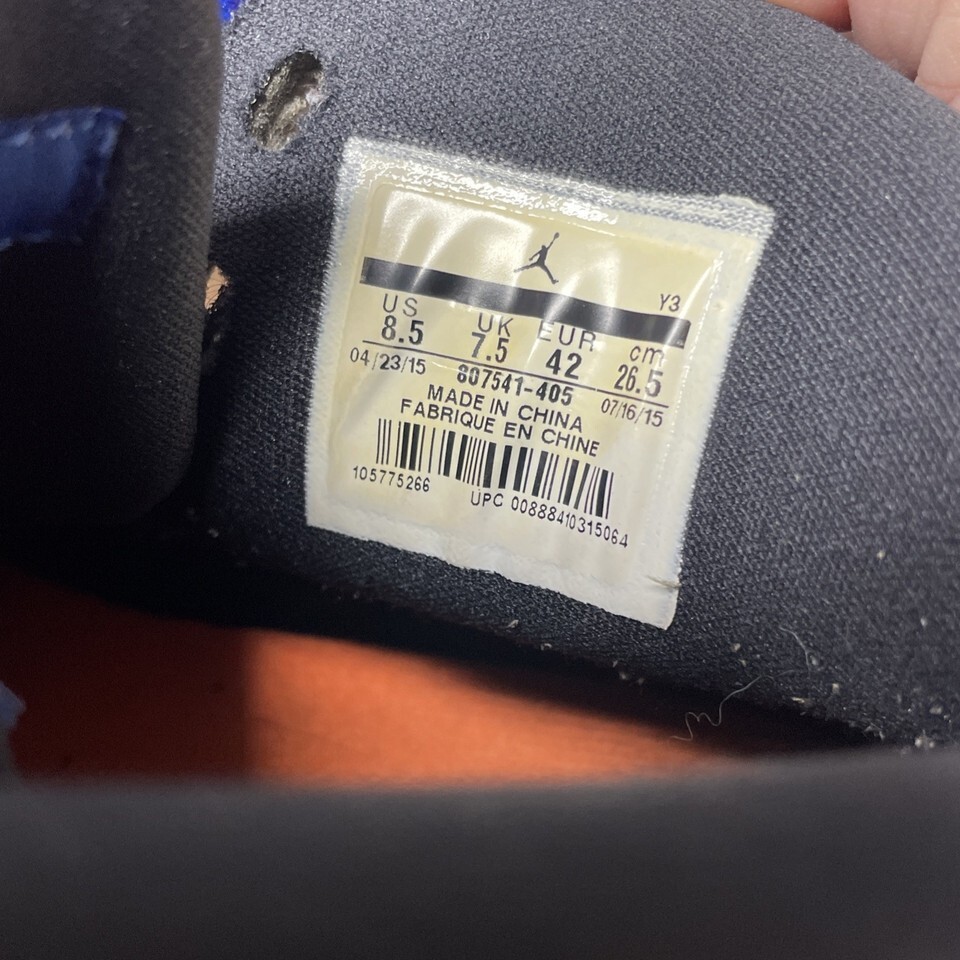 Y3
US UK EUR cm
8.5 7.5 42 26.5
04/23/15 807541-405 07/16/15
MADE IN CHINA
FABRIQUE EN CHINE
105775266 UPC 00888410315064